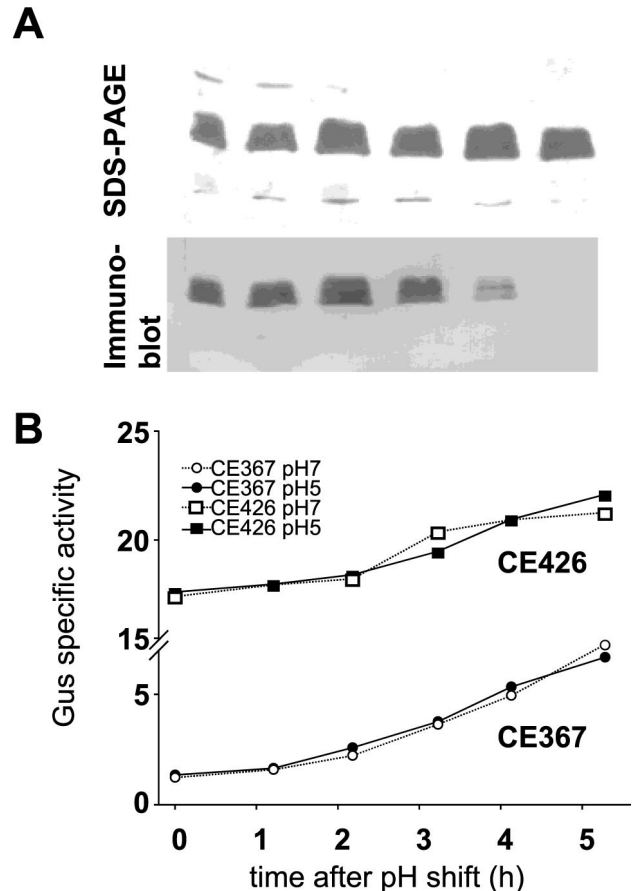 A
SDS-PAGE
Immuno-
blot
B
Gus specific activity
25
20
15
5
0
CE367 pH7
CE367 pH5
CE426 pH7
CE426 pH5
CE426
CE367
0 1 2 3 4 5
time after pH shift (h)